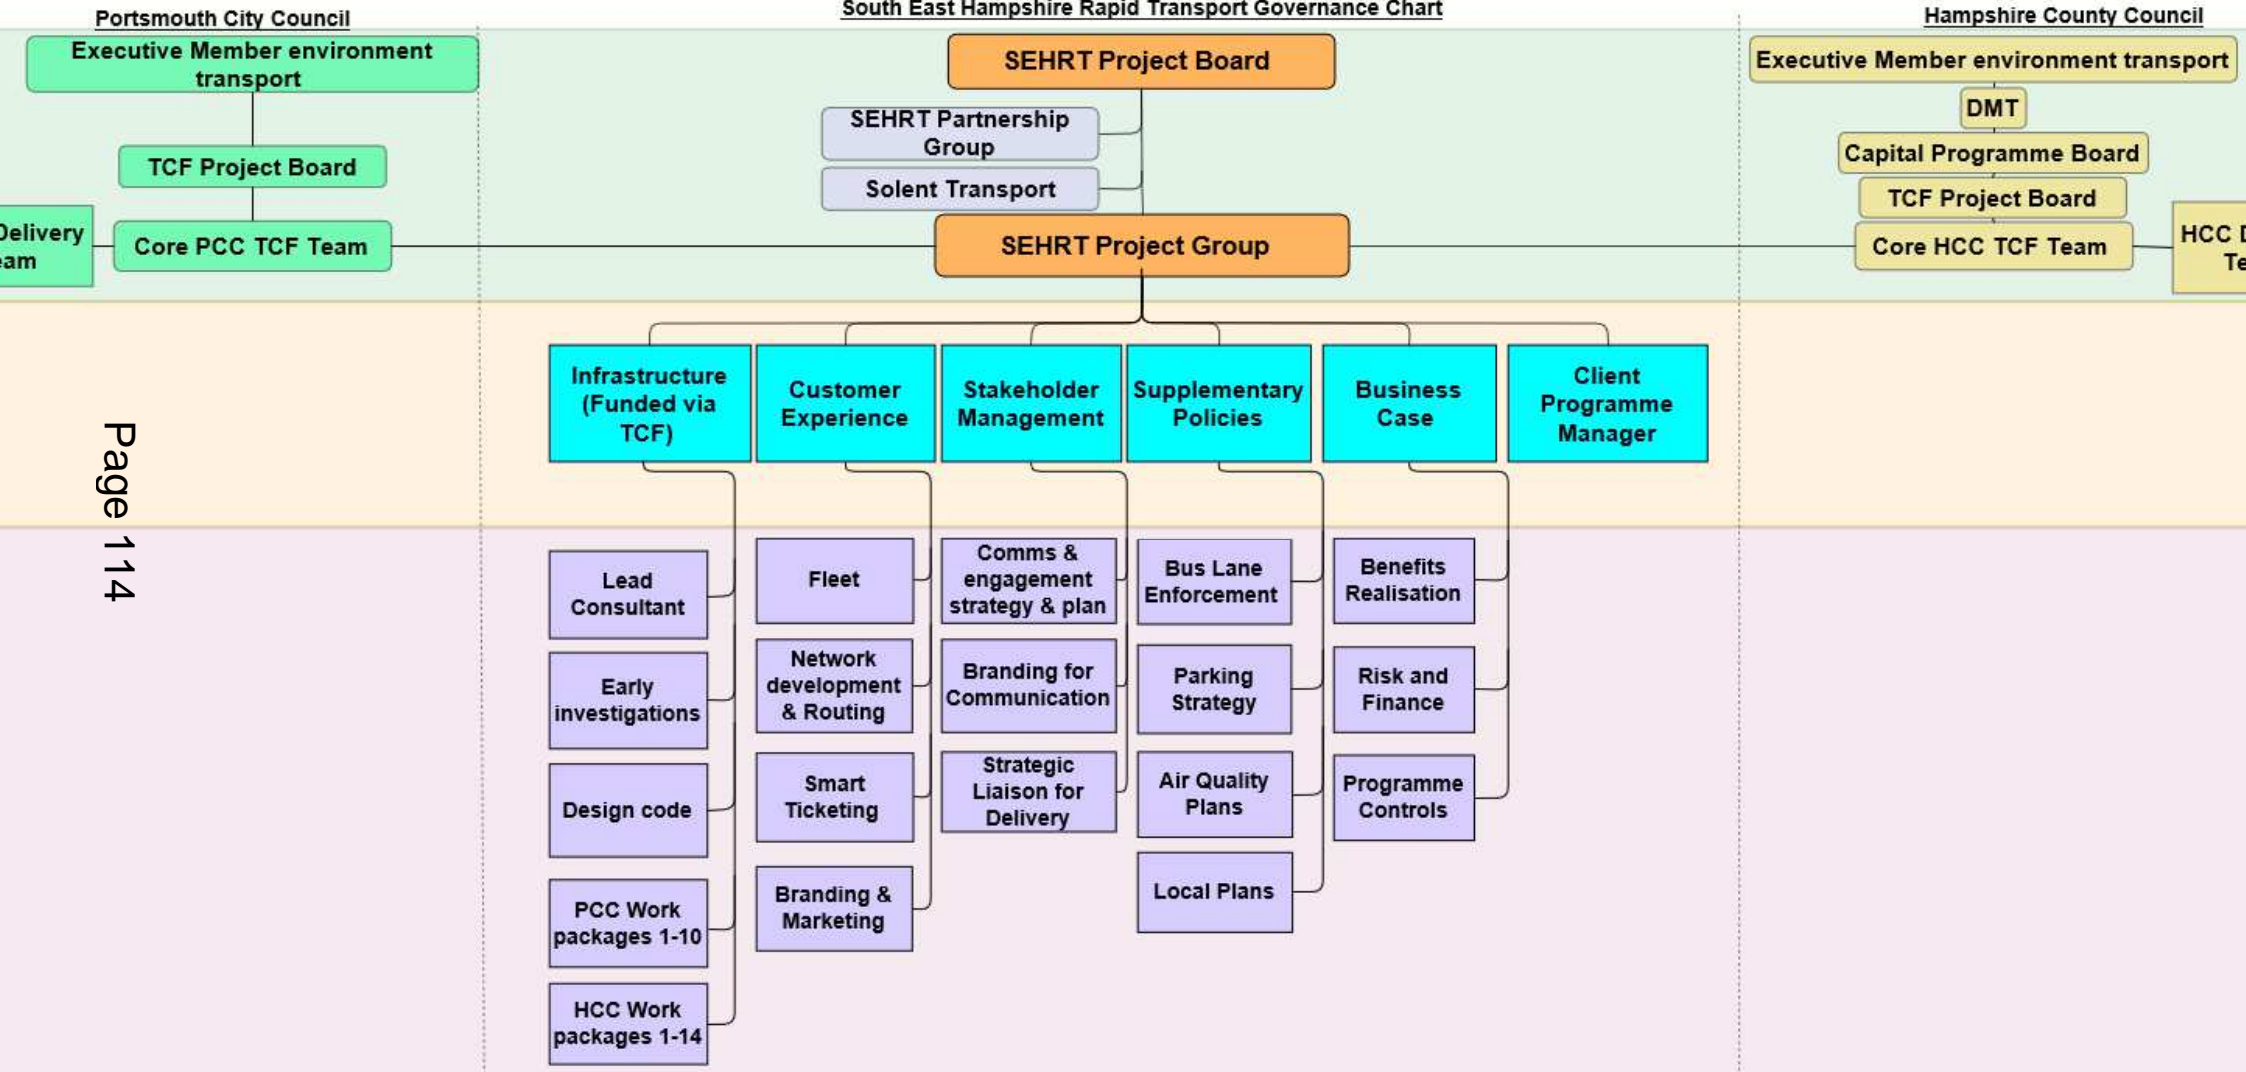 Portsmouth City Council
South East Hampshire Rapid Transport Governance Chart
Hampshire County Council
Executive Member environment
transport
TCF Project Board
Delivery
eam
Core PCC TCF Team
SEHRT Project Board
SEHRT Partnership
Group
Solent Transport
SEHRT Project Group
Executive Member environment transport
DMT
Capital Programme Board
TCF Project Board
Core HCC TCF Team
HCC D
Te
Infrastructure
(Funded via
TCF)
Customer
Experience
Stakeholder
Management
Supplementary
Policies
Business
Case
Client
Programme
Manager
Page 114
Lead
Consultant
Early
investigations
Design code
PCC Work
packages 1-10
HCC Work
packages 1-14
Fleet
Network
development
& Routing
Smart
Ticketing
Branding &
Marketing
Comms &
engagement
strategy & plan
Branding for
Communication
Strategic
Liaison for
Delivery
Bus Lane
Enforcement
Parking
Strategy
Air Quality
Plans
Local Plans
Benefits
Realisation
Risk and
Finance
Programme
Controls